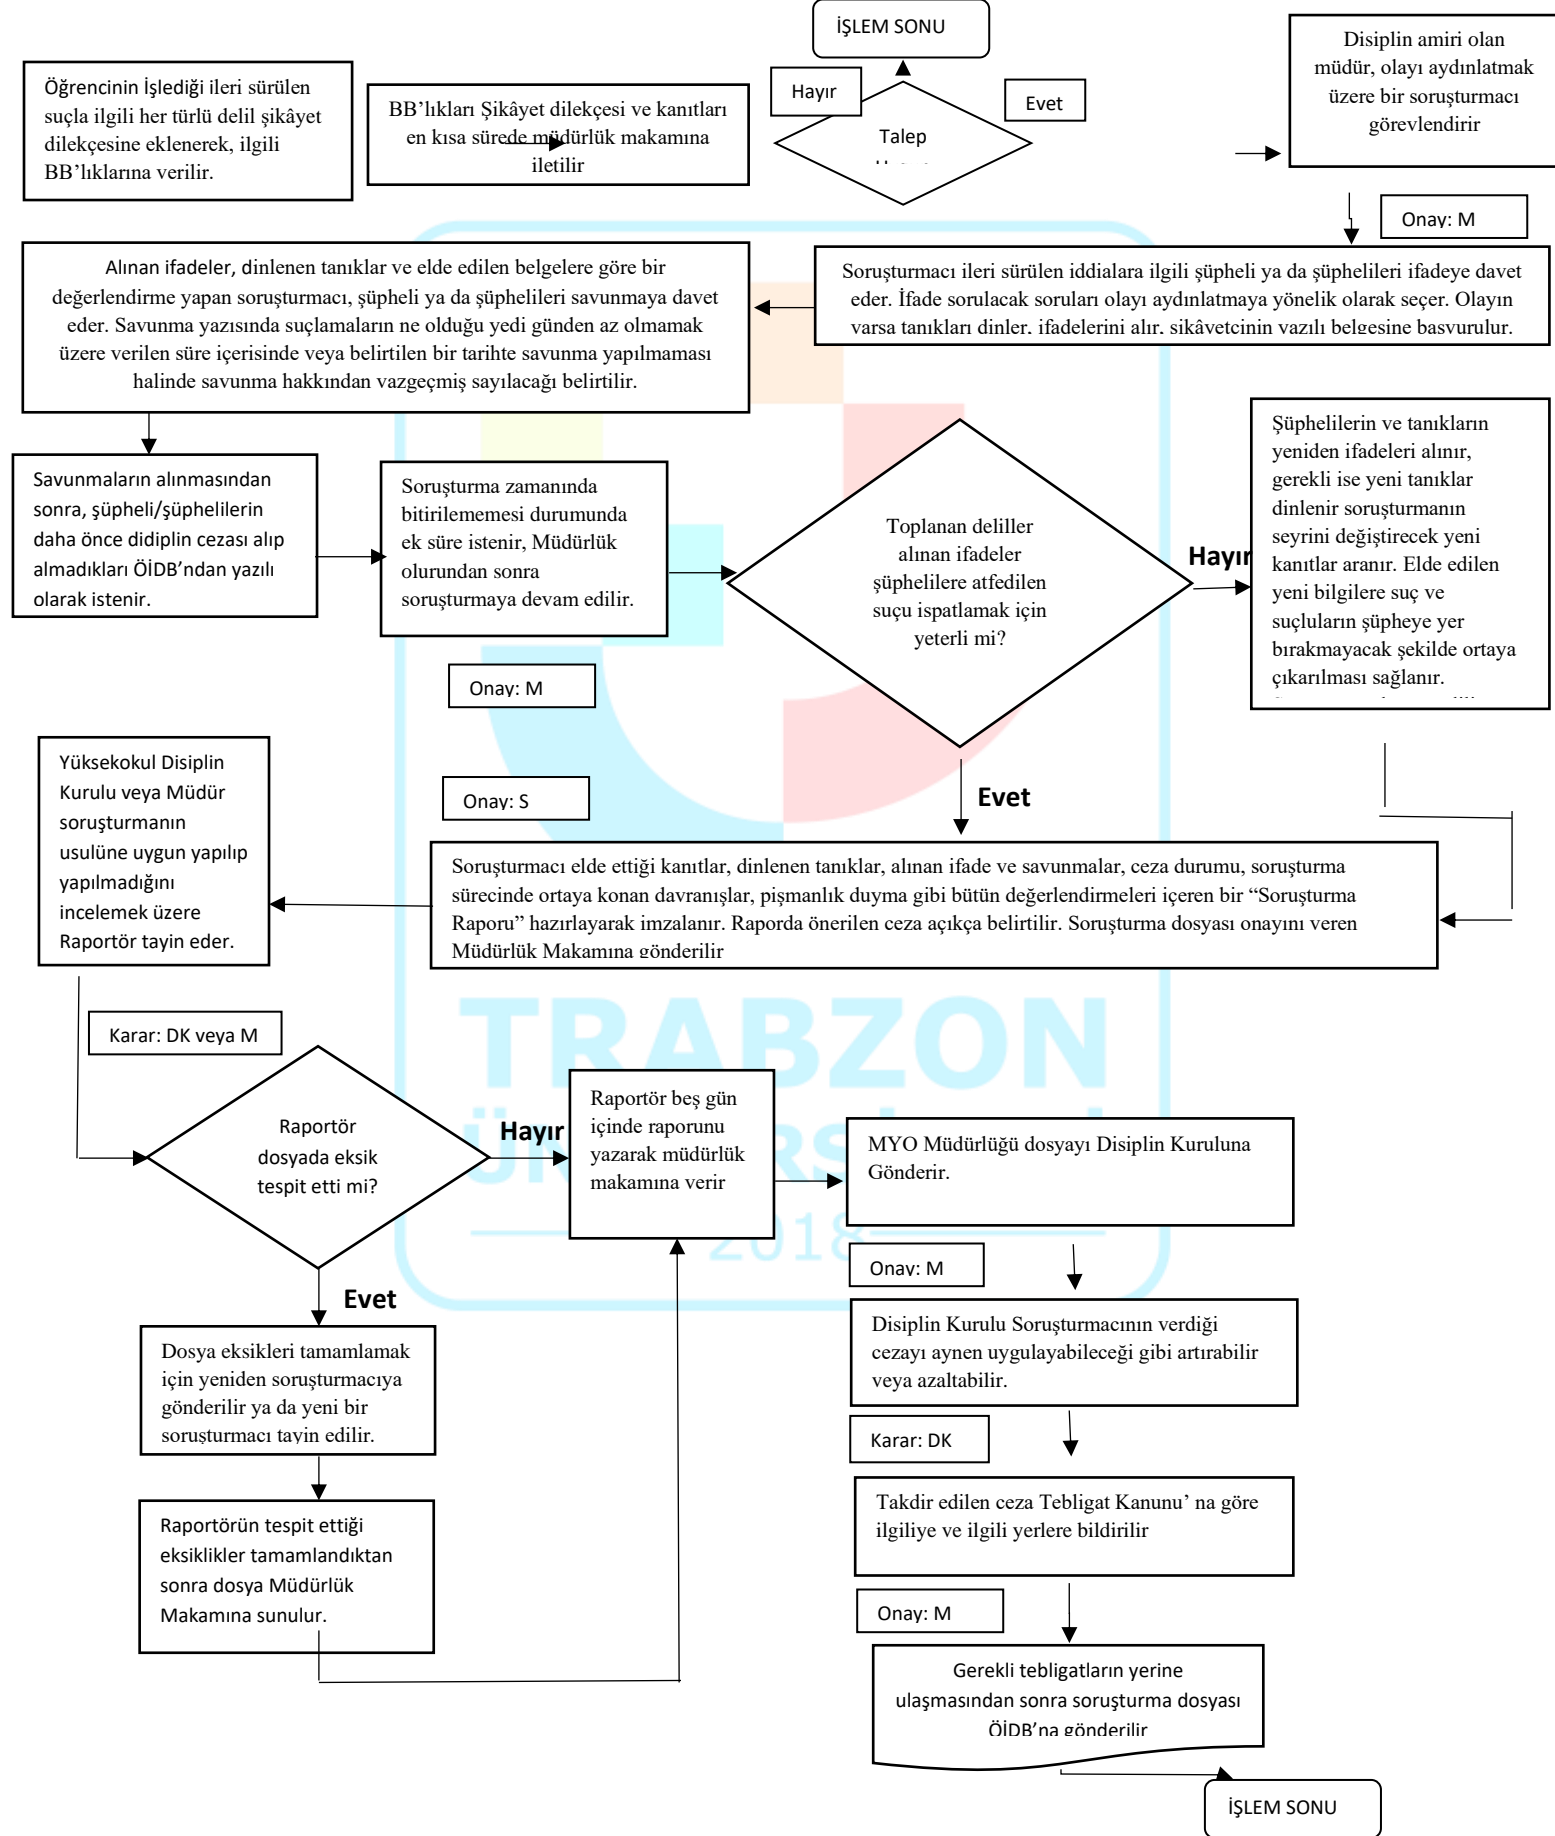 İŞLEM SONU
Öğrencinin İşlediği ileri sürülen
suçla ilgili her türlü delil şikâyet
dilekçesine eklenerek, ilgili
BB’lıklarına verilir.
BB’lıkları Şikâyet dilekçesi ve kanıtları
en kısa sürede müdürlük makamına
iletilir
Hayır
Talep
Evet
Disiplin amiri olan
müdür, olayı aydınlatmak
üzere bir soruşturmacı
görevlendirir
Onay: M
Soruşturmacı ileri sürülen iddialara ilgili şüpheli ya da şüphelileri ifadeye davet
eder. İfade sorulacak soruları olayı aydınlatmaya yönelik olarak seçer. Olayın
varsa tanıkları dinler, ifadelerini alır, şikâyetçinin yazılı belgesine başvurulur.
Alınan ifadeler, dinlenen tanıklar ve elde edilen belgelere göre bir
değerlendirme yapan soruşturmacı, şüpheli ya da şüphelileri savunmaya davet
eder. Savunma yazısında suçlamaların ne olduğu yedi günden az olmamak
üzere verilen süre içerisinde veya belirtilen bir tarihte savunma yapılmaması
halinde savunma hakkından vazgeçmiş sayılacağı belirtilir.
Savunmaların alınmasından
sonra, şüpheli/şüphelilerin
daha önce didiplin cezası alıp
almadıkları ÖİDB’ndan yazılı
olarak istenir.
Soruşturma zamanında
bitirilememesi durumunda
ek süre istenir, Müdürlük
olurundan sonra
soruşturmaya devam edilir.
Onay: M
Toplanan deliller
alınan ifadeler
şüphelilere atfedilen
suçu ispatlamak için
yeterli mi?
Hayır
Şüphelilerin ve tanıkların
yeniden ifadeleri alınır,
gerekli ise yeni tanıklar
dinlenir soruşturmanın
seyrini değiştirecek yeni
kanıtlar aranır. Elde edilen
yeni bilgilere suç ve
suçluların şüpheye yer
bırakmayacak şekilde ortaya
çıkarılması sağlanır.
Evet
Onay: S
Soruşturmacı elde ettiği kanıtlar, dinlenen tanıklar, alınan ifade ve savunmalar, ceza durumu, soruşturma
sürecinde ortaya konan davranışlar, pişmanlık duyma gibi bütün değerlendirmeleri içeren bir “Soruşturma
Raporu” hazırlayarak imzalanır. Raporda önerilen ceza açıkça belirtilir. Soruşturma dosyası onayını veren
Müdürlük Makamına gönderilir
Yüksekokul Disiplin
Kurulu veya Müdür
soruşturmanın
usulüne uygun yapılıp
yapılmadığını
incelemek üzere
Raportör tayin eder.
Karar: DK veya M
Raportör
dosyada eksik
tespit etti mi?
Hayır
Raportör beş gün
içinde raporunu
yazarak müdürlük
makamına verir
MYO Müdürlüğü dosyayı Disiplin Kuruluna
Gönderir.
Onay: M
Evet
Dosya eksikleri tamamlamak
için yeniden soruşturmacıya
gönderilir ya da yeni bir
soruşturmacı tayin edilir.
Disiplin Kurulu Soruşturmacının verdiği
cezayı aynen uygulayabileceği gibi artırabilir
veya azaltabilir.
Karar: DK
Raportörün tespit ettiği
eksiklikler tamamlandıktan
sonra dosya Müdürlük
Makamına sunulur.
Takdir edilen ceza Tebligat Kanunu’ na göre
ilgiliye ve ilgili yerlere bildirilir
Onay: M
Gerekli tebligatların yerine
ulaşmasından sonra soruşturma dosyası
ÖİDB’na gönderilir
İŞLEM SONU
TRABZON
2018